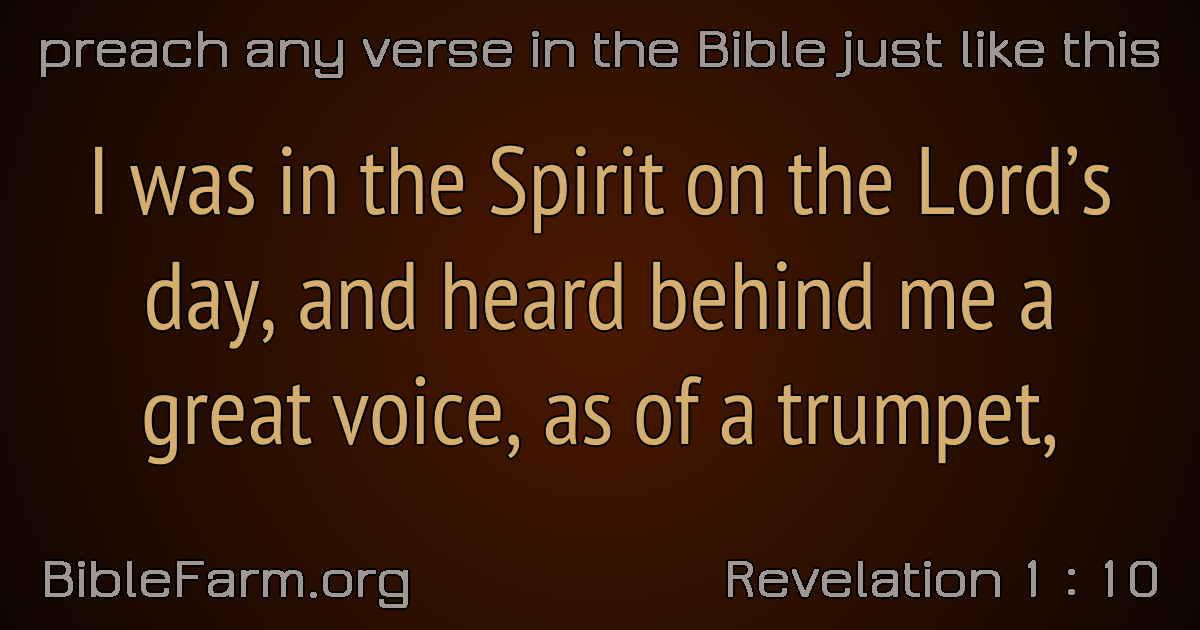 preach any verse in the Bible just like this
I was in the Spirit on the Lord’s
day, and heard behind me a
great voice, as of a trumpet,
BibleFarm.org
Revelation 1 : 10